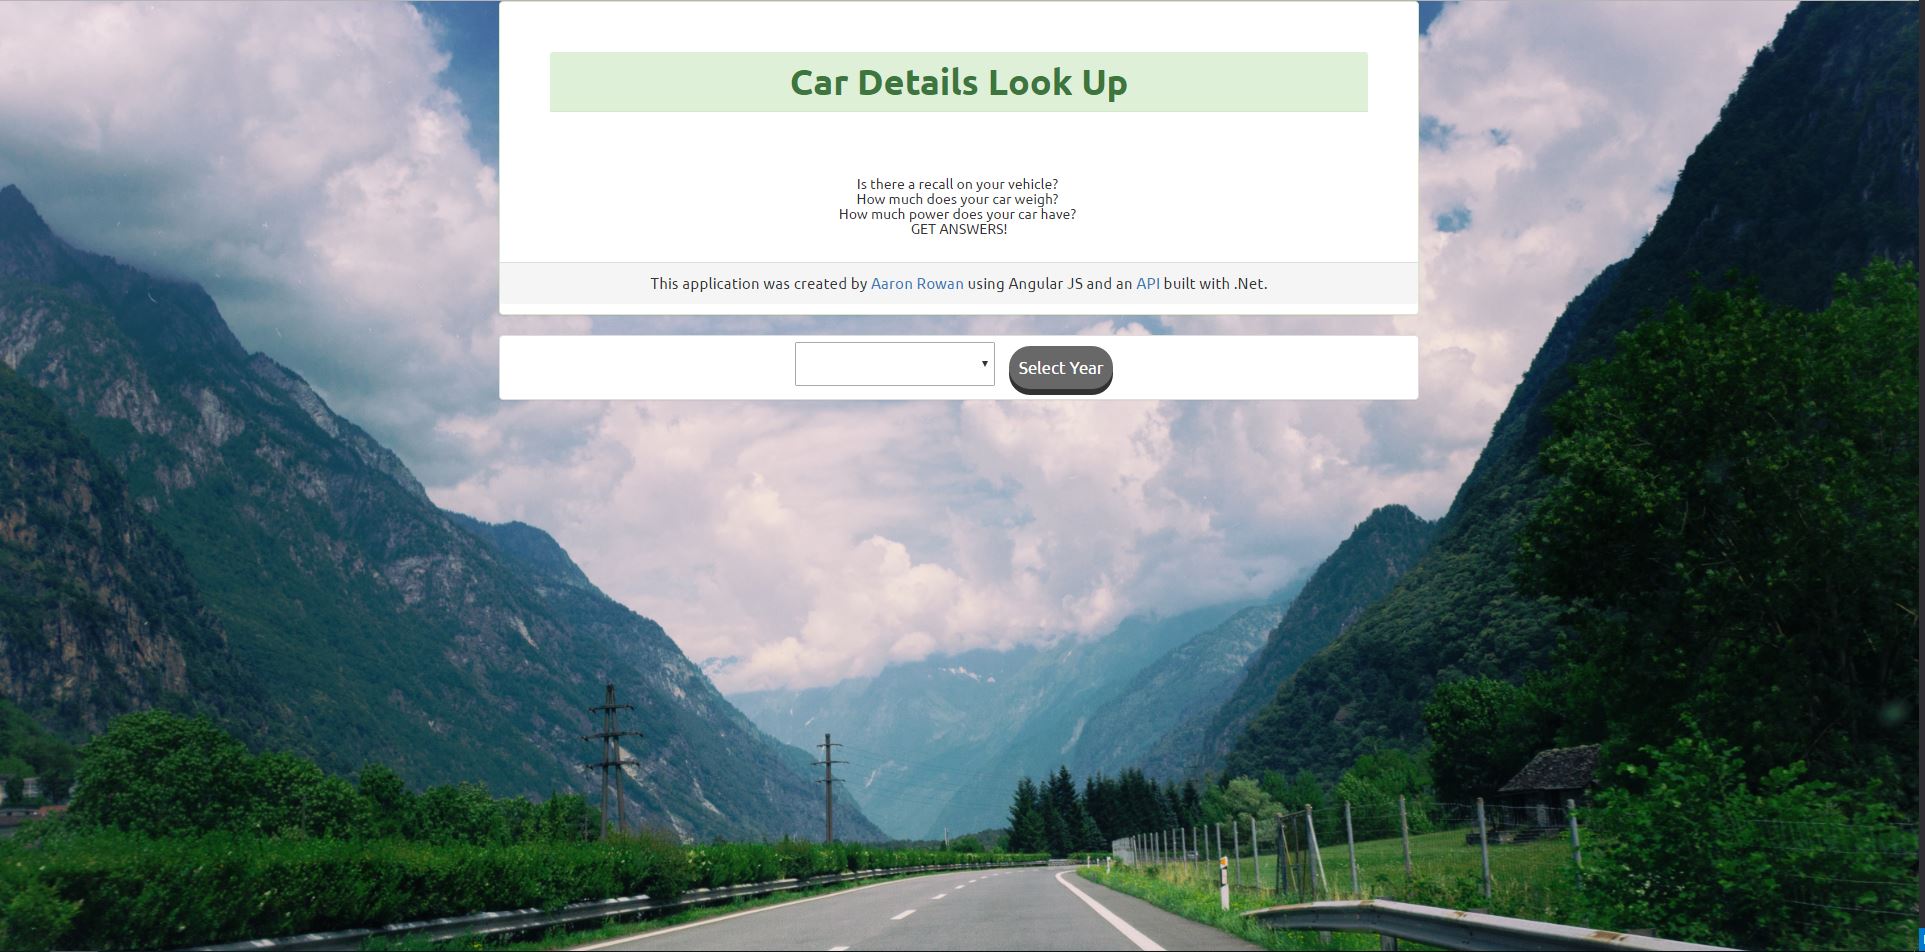 Car Details Look Up
Is there a recall on your vehicle?
How much does your car weigh?
How much power does your car have?
GET ANSWERS!
This application was created by Aaron Rowan using Angular JS and an API built with .Net.
Select Year